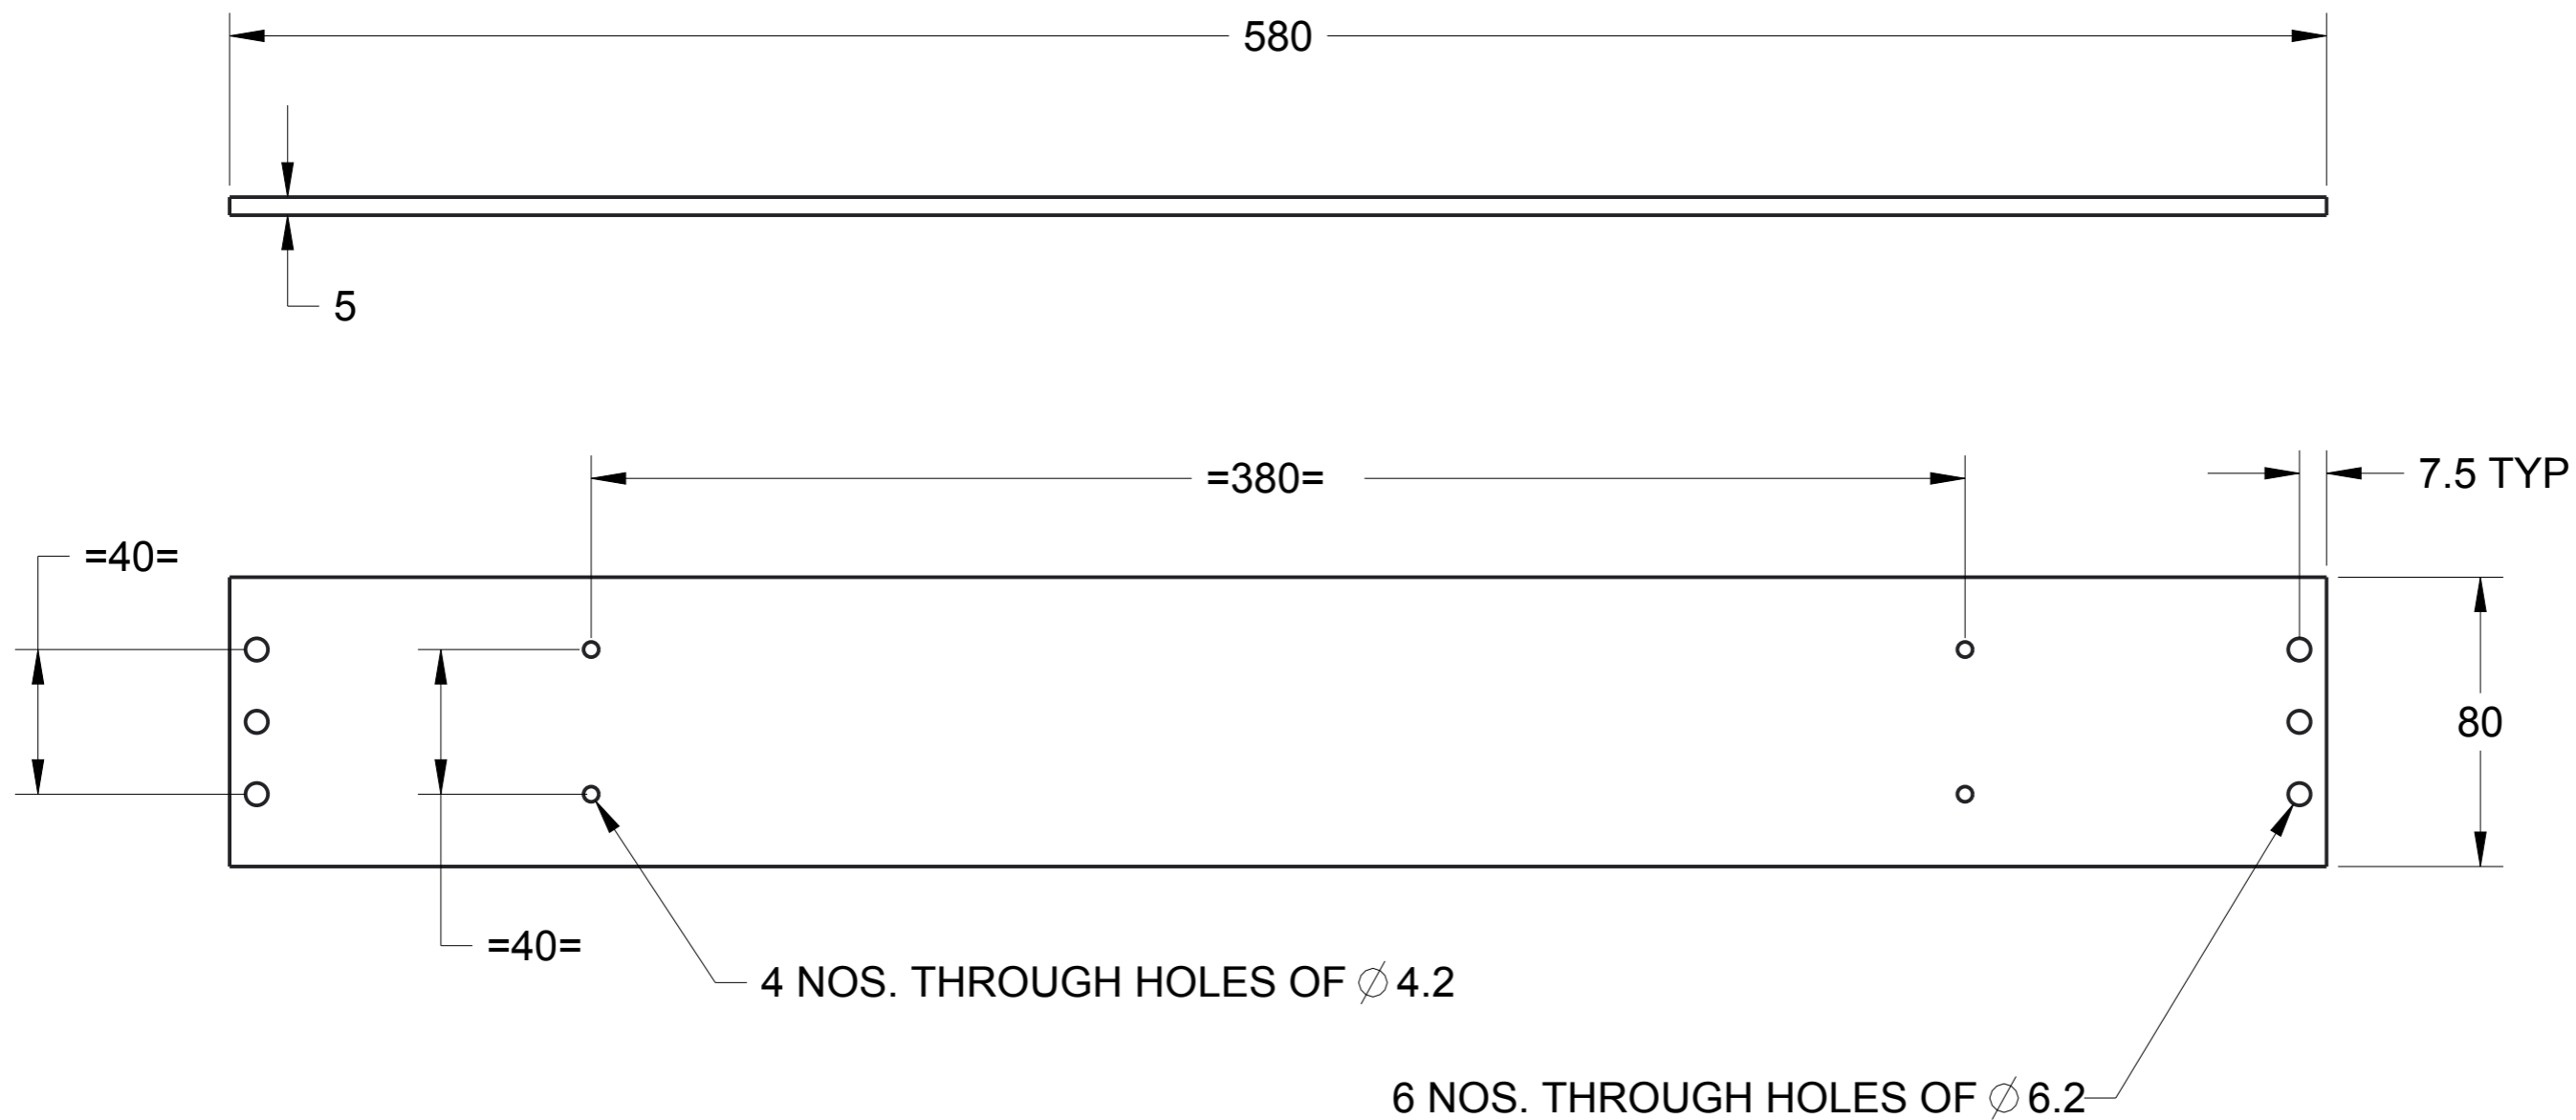 580
5
=380=
7.5 TYP
=40=
80
=40=
4 NOS. THROUGH HOLES OF ∅ 4.2
6 NOS. THROUGH HOLES OF ∅ 6.2